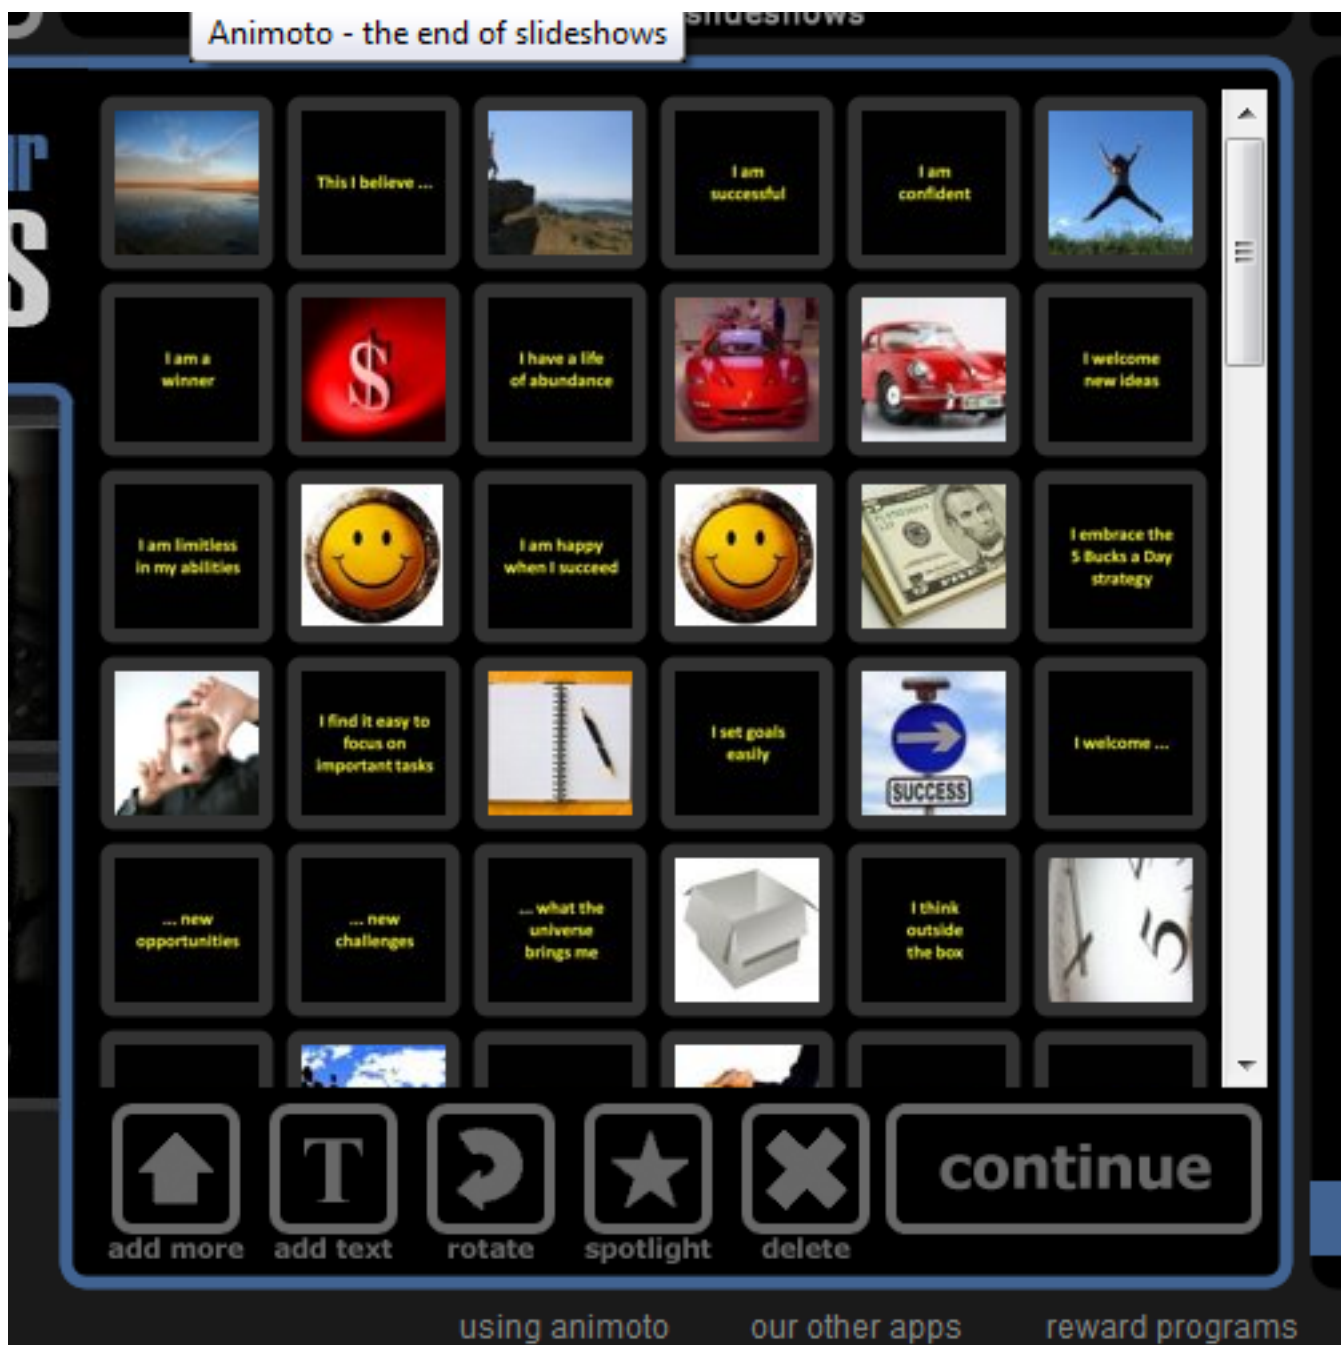 slideshows
Animoto - the end of slideshows
This I believe ...
I am
successful
I am
confident
I am a
winner
$
I have a life
of abundance
I welcome
new ideas
I am limitless
in my abilities
I am happy
when I succeed
5
I embrace the
5 Bucks a Day
strategy
I find it easy to
focus on
important tasks
I set goals
easily
SUCCESS
I welcome ...
... new
opportunities
... new
challenges
... what the
universe
brings me
I think
outside
the box
5
T
continue
add more
add text
rotate
spotlight
delete
using animoto
our other apps
reward programs